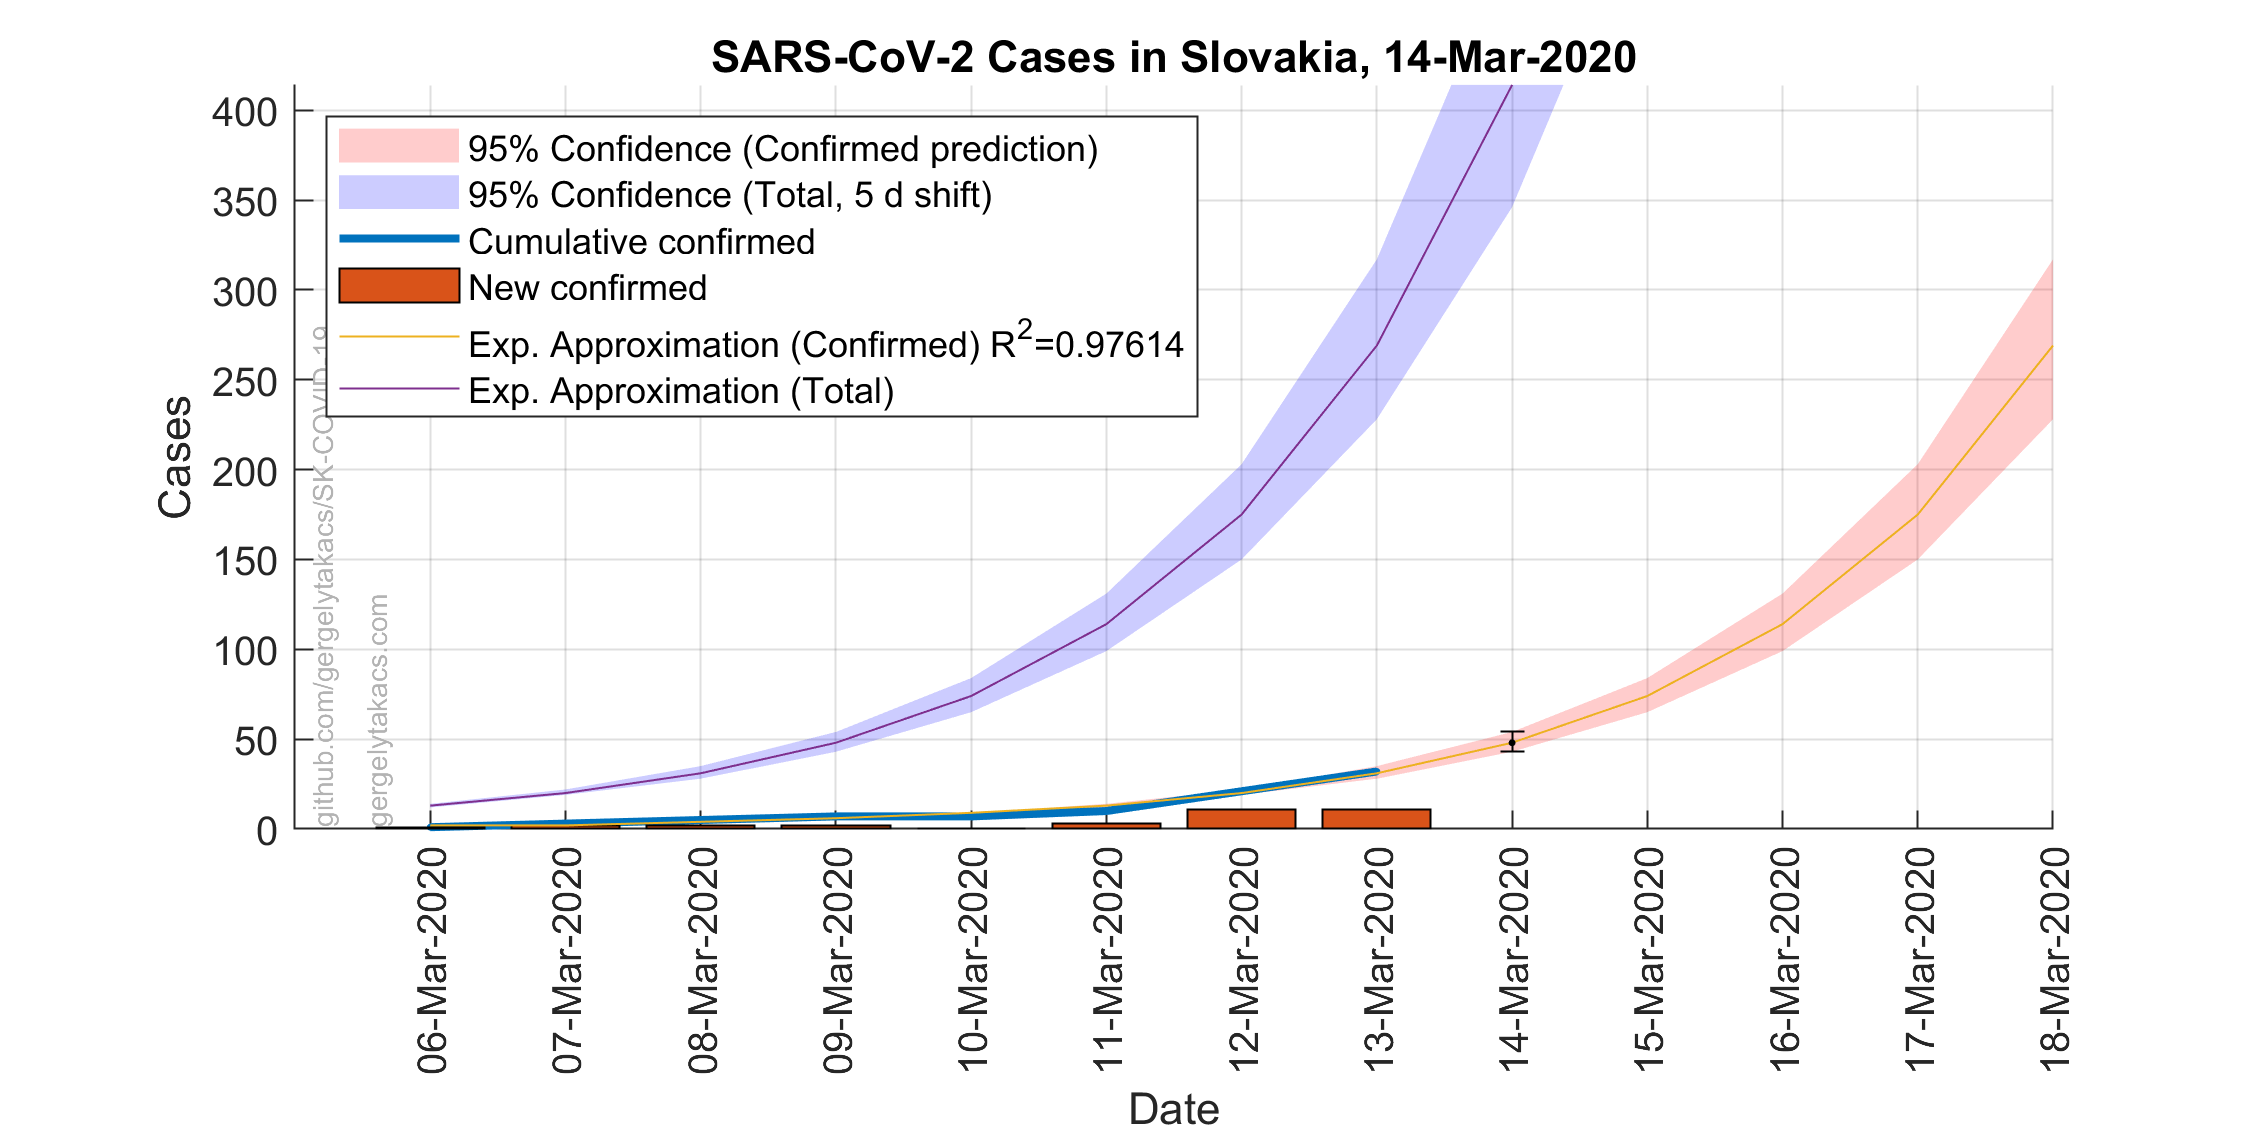 SARS-CoV-2 Cases in Slovakia, 14-Mar-2020
95% Confidence (Confirmed prediction)
95% Confidence (Total, 5 d shift)
Cumulative confirmed
New confirmed
Exp. Approximation (Confirmed) R²=0.97614
Exp. Approximation (Total)
400
350
300
250
200
150
100
50
0
Cases
github.com/gergelytakacs/SK-COVID-19
gergelytakacs.com
06-Mar-2020
07-Mar-2020
08-Mar-2020
09-Mar-2020
10-Mar-2020
11-Mar-2020
12-Mar-2020
13-Mar-2020
14-Mar-2020
15-Mar-2020
16-Mar-2020
17-Mar-2020
18-Mar-2020
Date